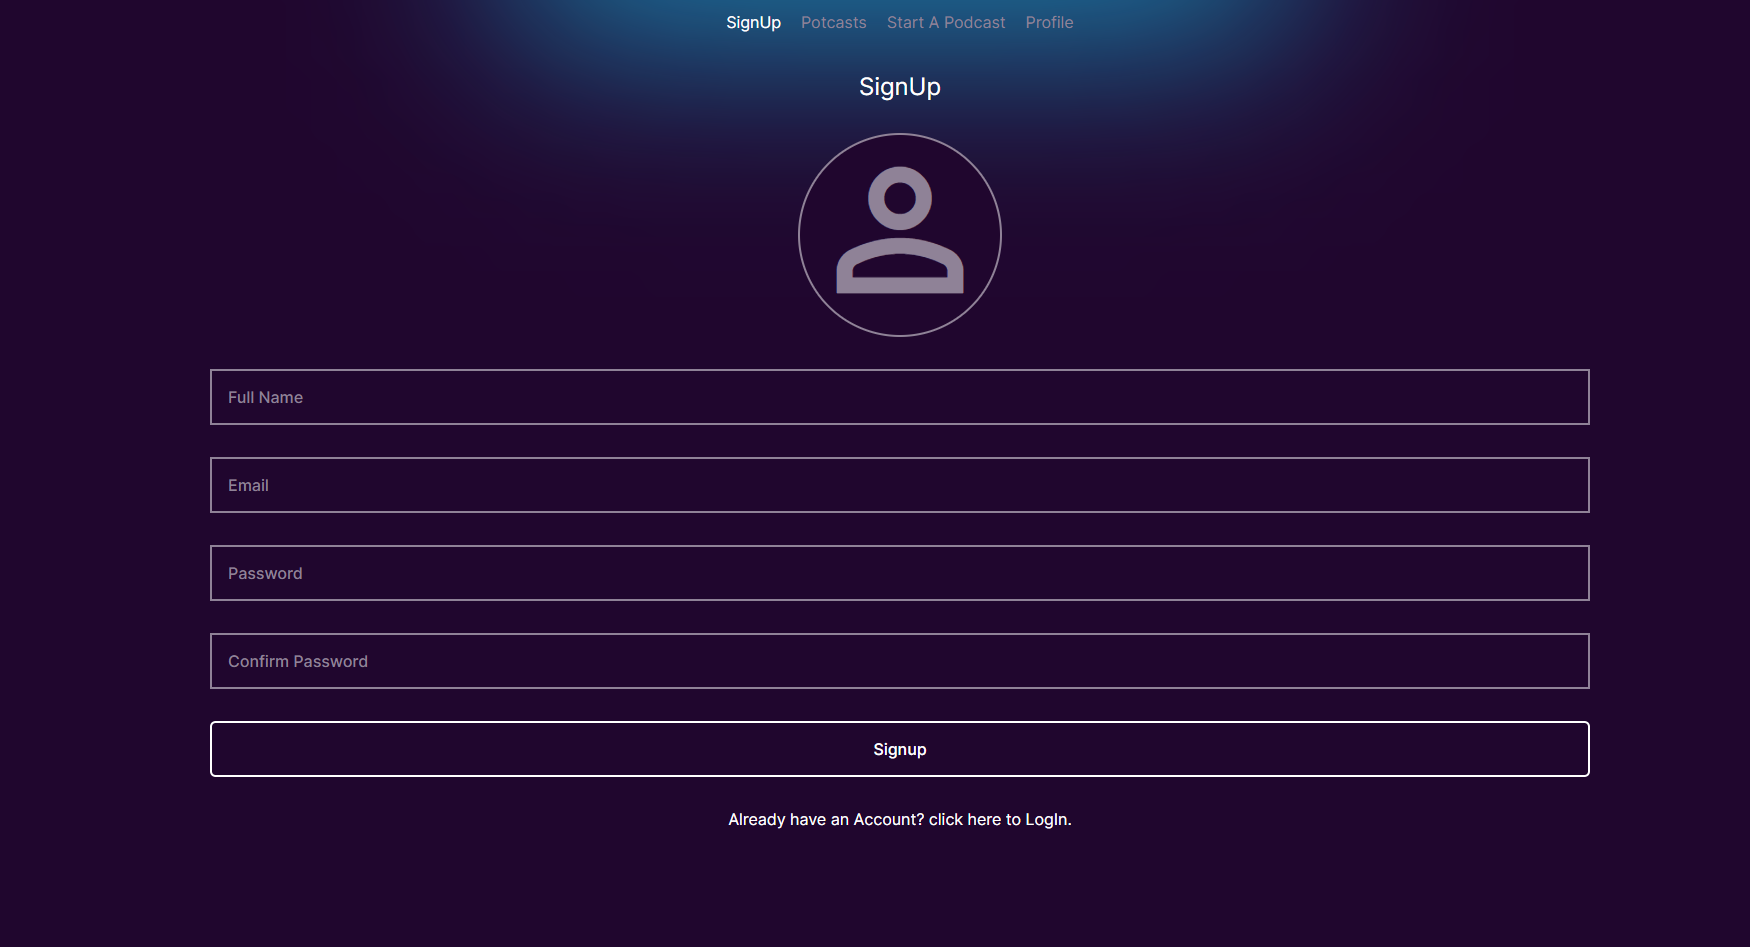 SignUp Potcasts Start A Podcast Profile
SignUp
Full Name
Email
Password
Confirm Password
Signup
Already have an Account? click here to LogIn.